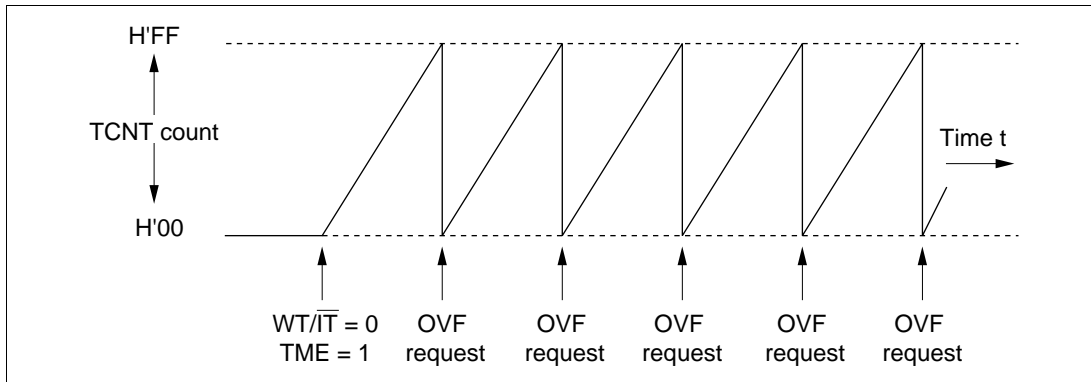 H'FF
TCNT count
Time t
H'00
WT/I̅T̅ = 0
TME = 1
OVF
request
OVF
request
OVF
request
OVF
request
OVF
request